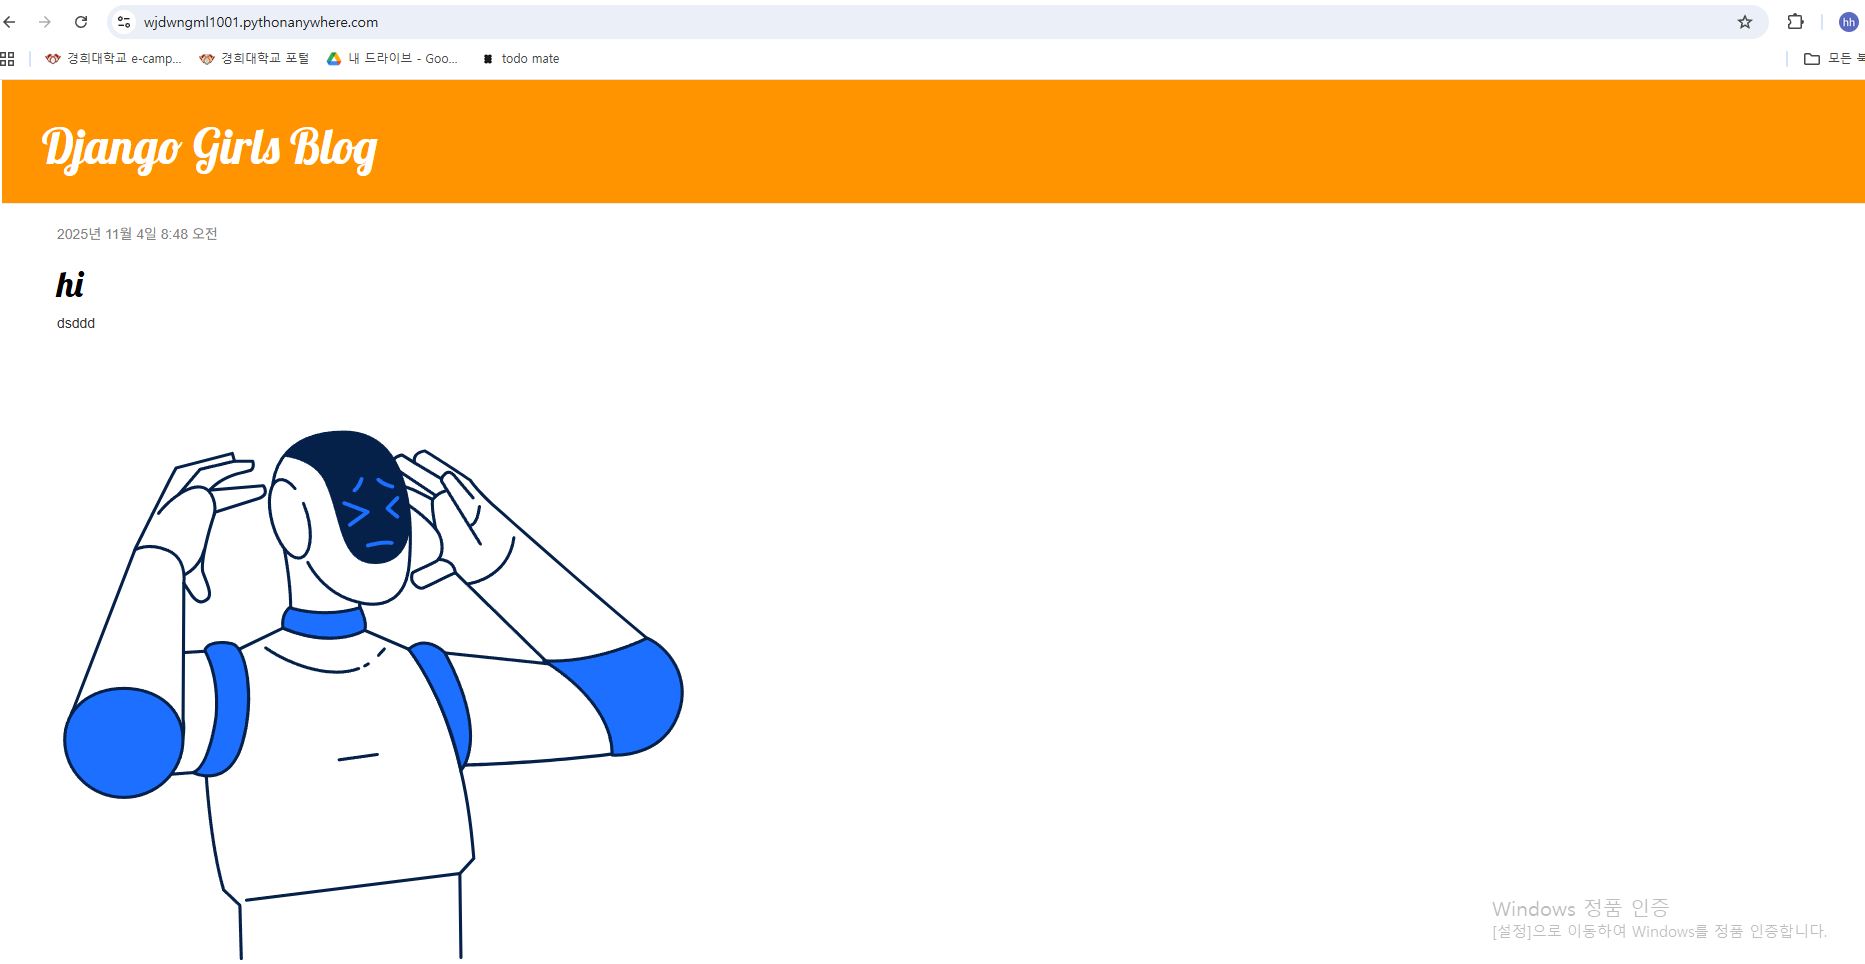 wjdwngml1001.pythonanywhere.com
hh
경희대학교 e-camp...
경희대학교 포털
내 드라이브 - Goo...
todo mate
모든 북
Django Girls Blog
2025년 11월 4일 8:48 오전
hi
dsddd
Windows 정품 인증
[설정]으로 이동하여 Windows를 정품 인증합니다.